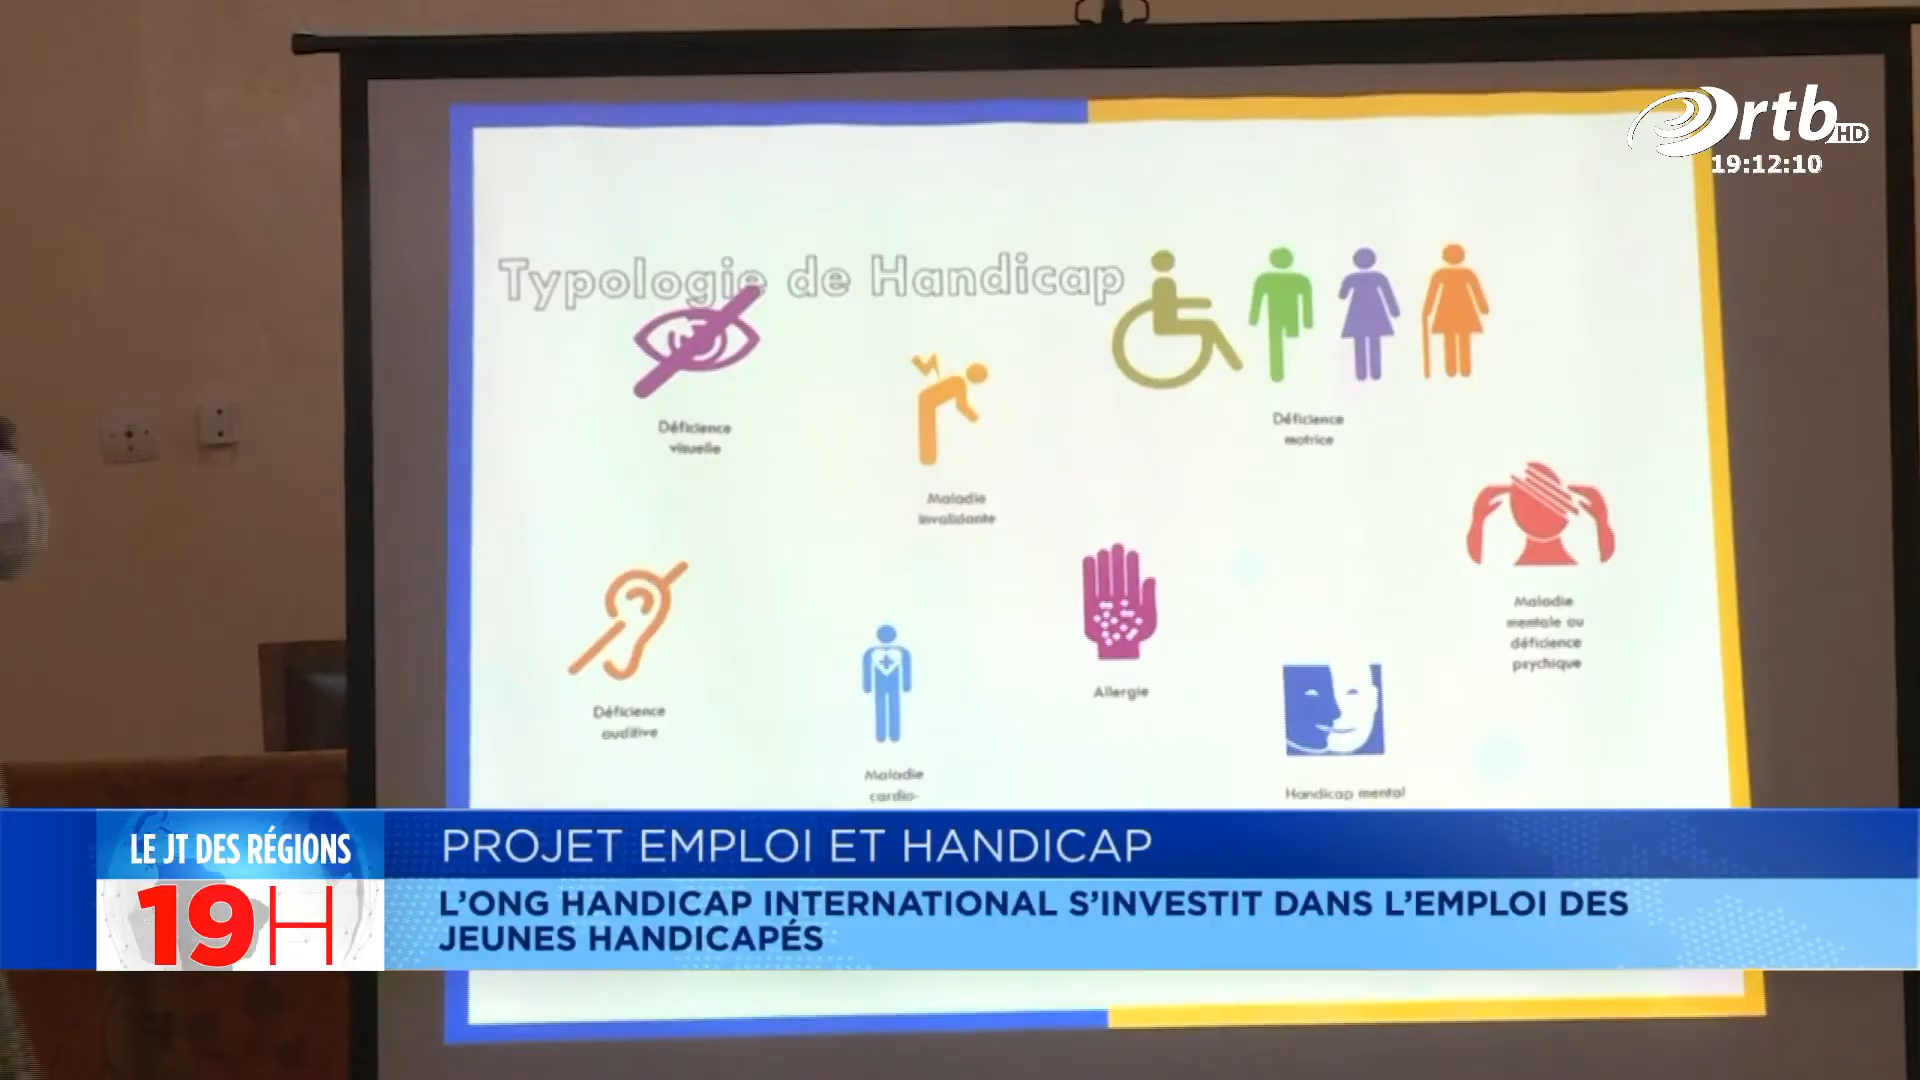 rtb HD
19:12:10
Typologie de Handicap
Déficience
visuelle
Maladie
invalidante
Déficience
motrice
Déficience
auditive
Maladie
cardio-
Allergie
Handicap mental
Maladie
mentale ou
déficience
psychique
LE JT DES RÉGIONS
19H
PROJET EMPLOI ET HANDICAP
L'ONG HANDICAP INTERNATIONAL S'INVESTIT DANS L'EMPLOI DES
JEUNES HANDICAPÉS